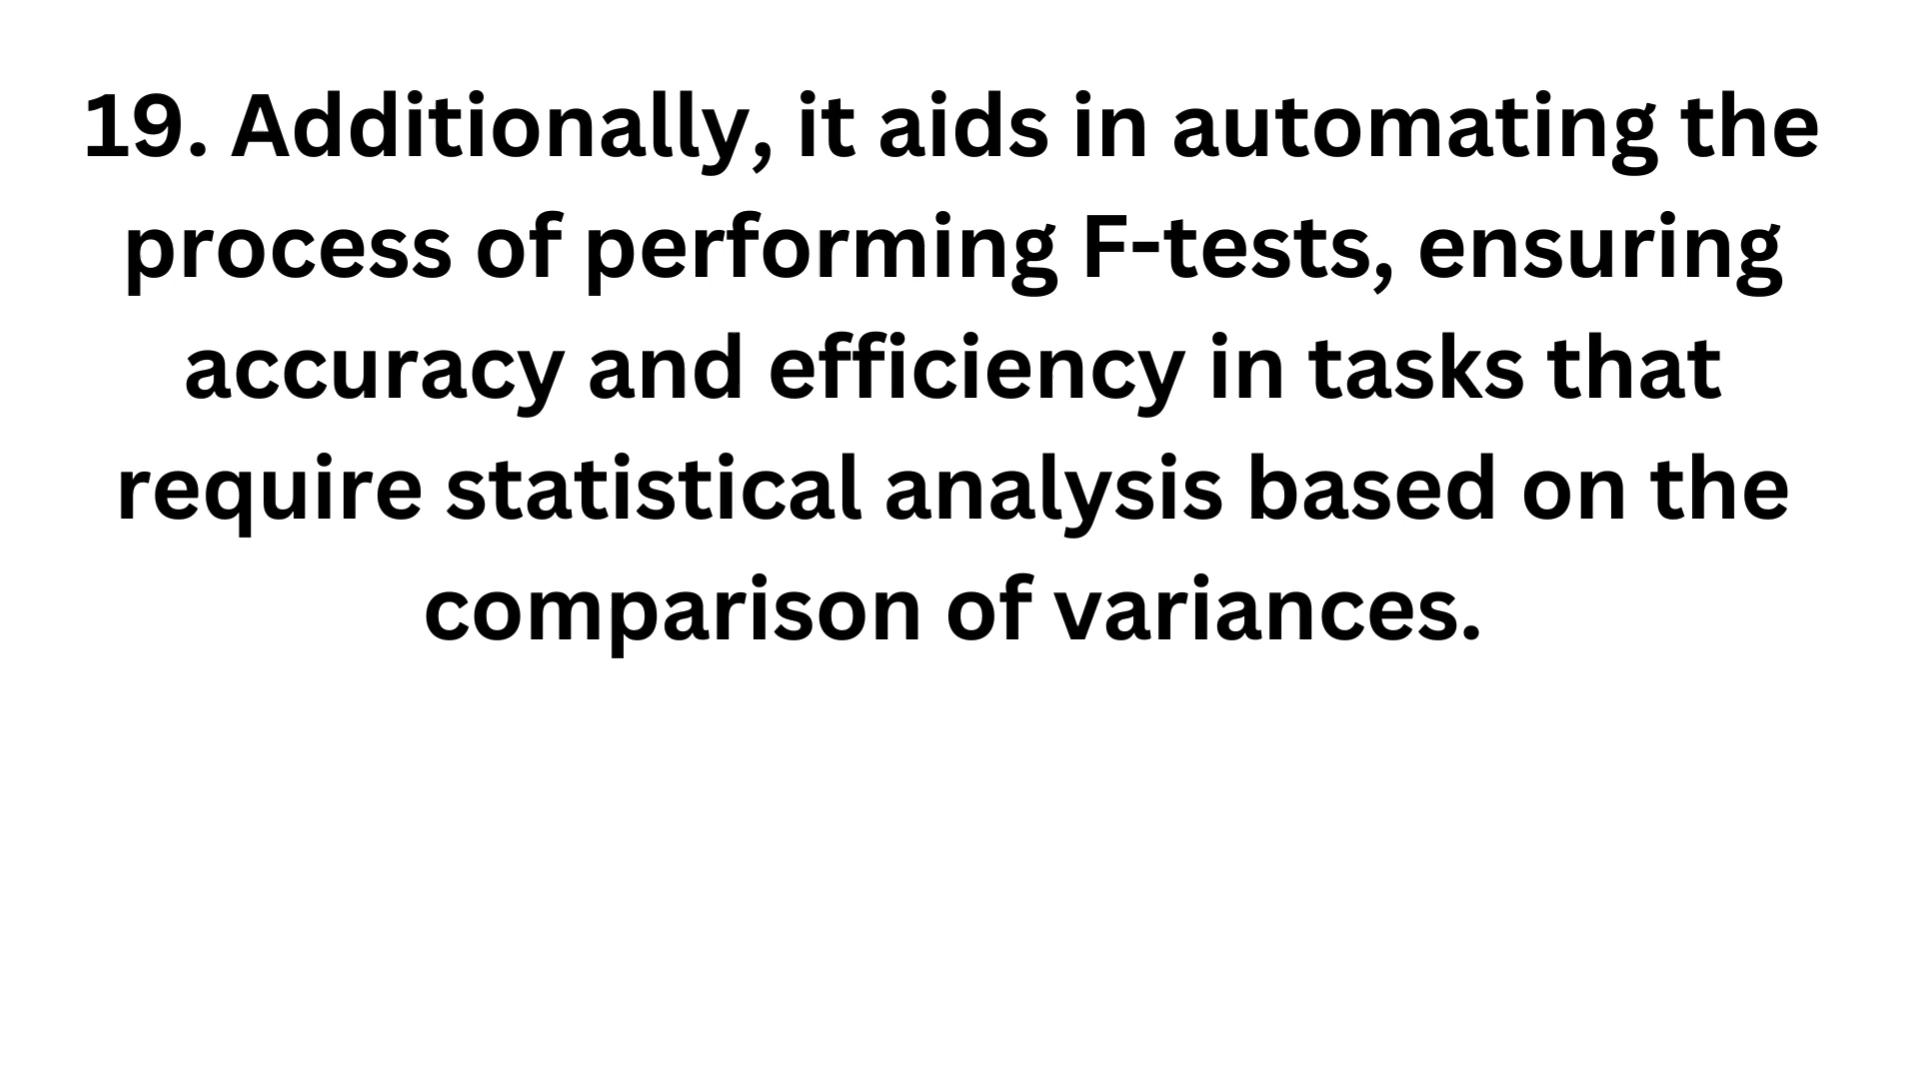 19. Additionally, it aids in automating the
process of performing F-tests, ensuring
accuracy and efficiency in tasks that
require statistical analysis based on the
comparison of variances.